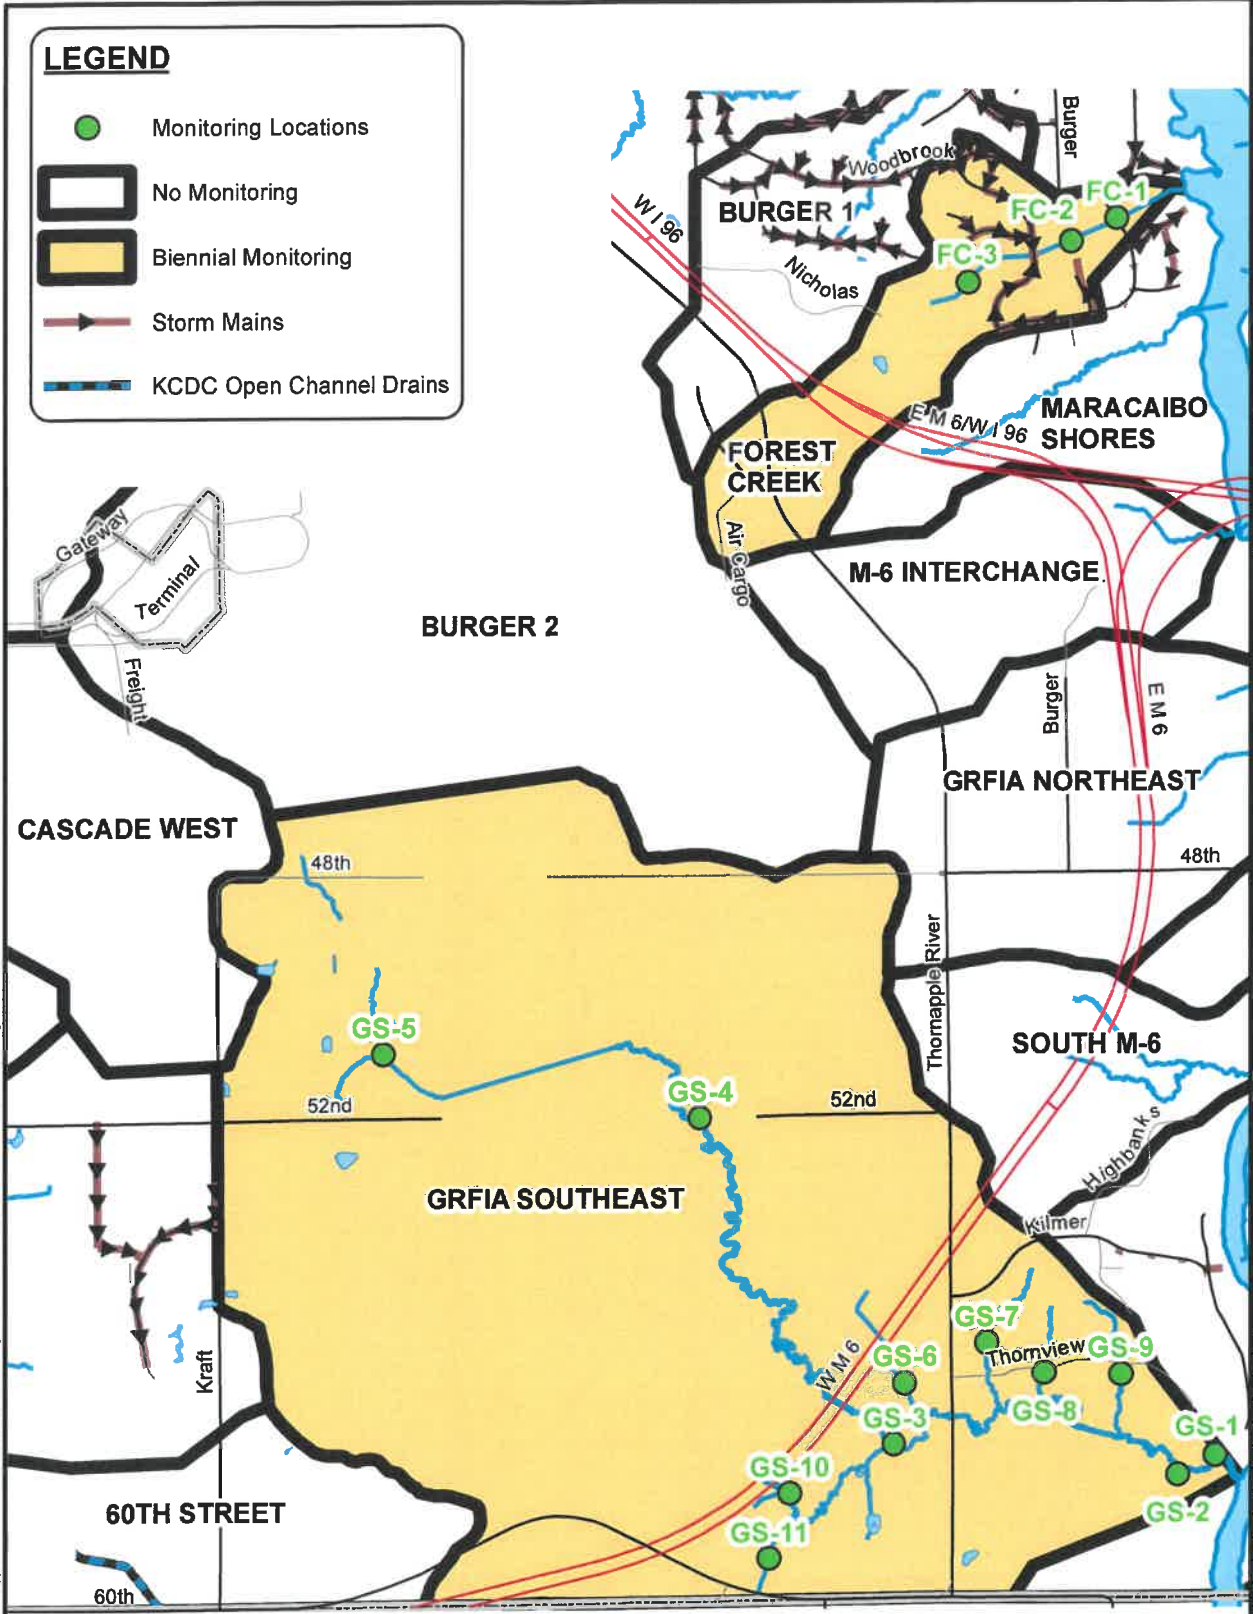 LEGEND
Monitoring Locations
No Monitoring
Biennial Monitoring
Storm Mains
KCDC Open Channel Drains
Burger
Woodbrook
FC-1
BURGER 1
FC-2
W I 96
FC-3
Nicholas
MARACAIBO
SHORES
E M 6/W I 96
FOREST
CREEK
Gateway
Air Cargo
Terminal
M-6 INTERCHANGE
BURGER 2
Freight
Burger
E M 6
GRFIA NORTHEAST
CASCADE WEST
48th
48th
Thornapple River
GS-5
SOUTH M-6
GS-4
52nd
52nd
Highbanks
GRFIA SOUTHEAST
Kilmer
GS-7
Thornview
GS-9
W M 6
GS-6
Kraft
GS-8
GS-3
GS-1
GS-10
GS-2
60TH STREET
GS-11
60th